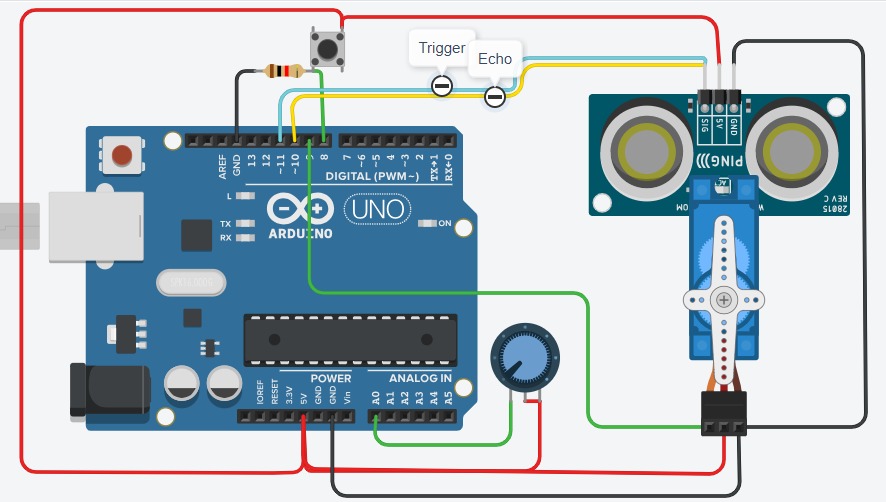 Trigger
Echo
SIG
5V
GND
PING)))
28815
REV C
AREF
GND
13
12
~11
~10
9
8
7
~6
~5
4
~3
2
TX→1
RX←0
DIGITAL (PWM~)
L
TX
RX
ARDUINO
UNO
ON
POWER
ANALOG IN
IOREF
RESET
3.3V
5V
GND
GND
Vin
A0
A1
A2
A3
A4
A5